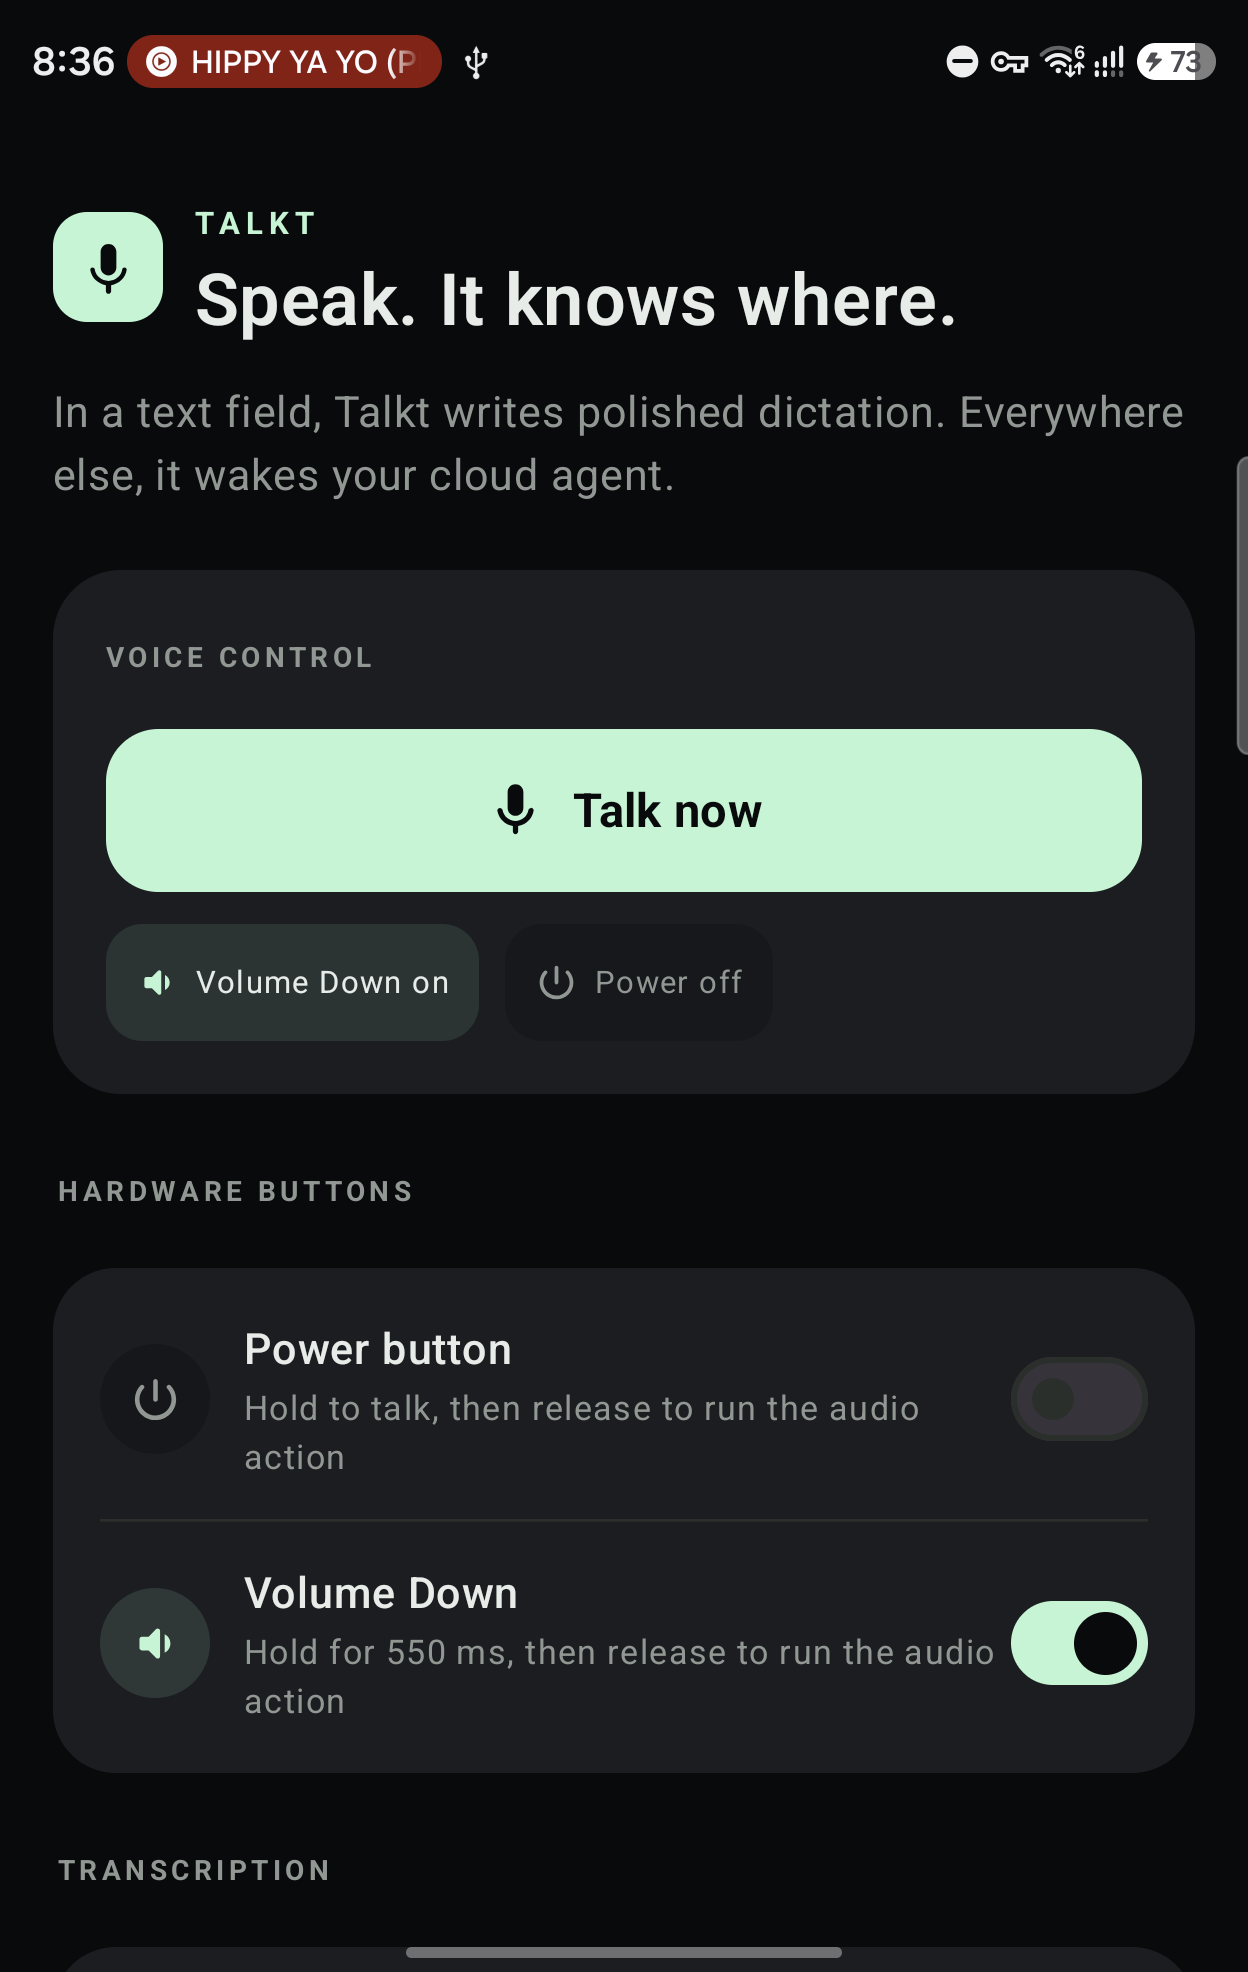 8:36 HIPPY YA YO (P 6 73
TALKT
Speak. It knows where.
In a text field, Talkt writes polished dictation. Everywhere
else, it wakes your cloud agent.
VOICE CONTROL
Talk now
Volume Down on
Power off
HARDWARE BUTTONS
Power button
Hold to talk, then release to run the audio
action
Volume Down
Hold for 550 ms, then release to run the audio
action
TRANSCRIPTION